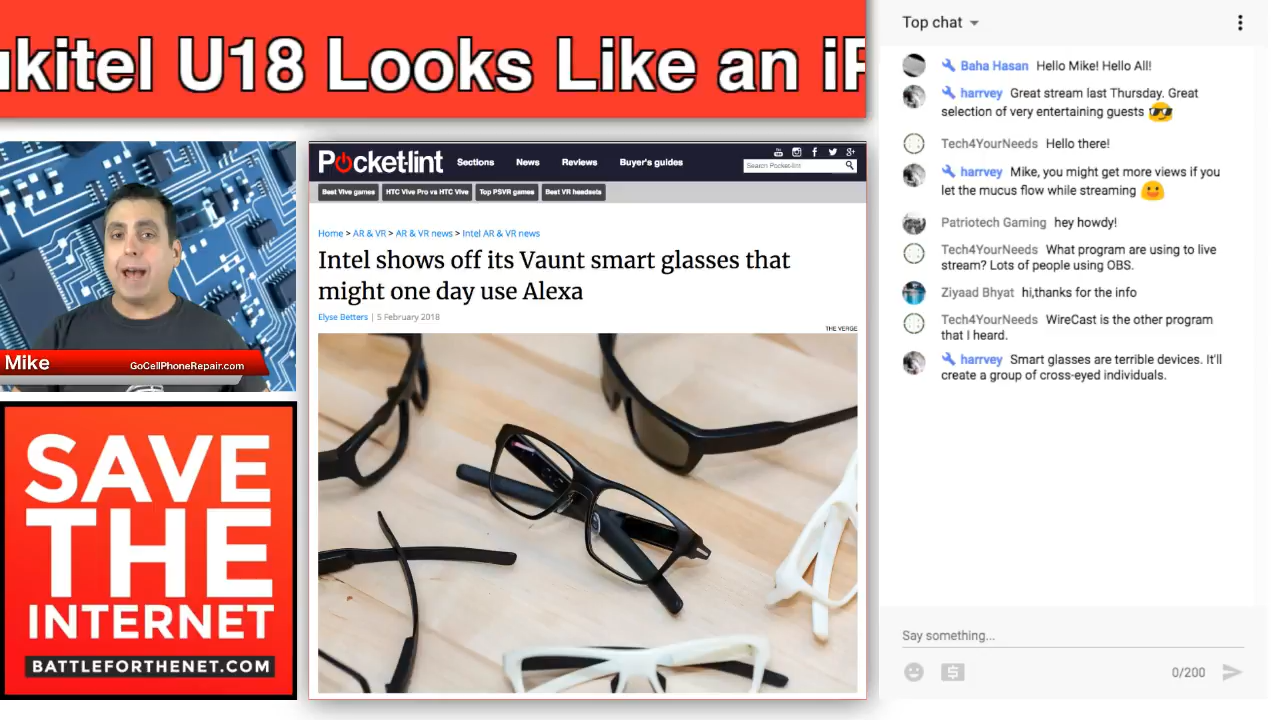 ukitel U18 Looks Like an iP
Mike
GoCellPhoneRepair.com
SAVE
THE
INTERNET
BATTLEFORTHENET.COM
Pocket-lint
Sections News Reviews Buyer's guides
Search Pocket-lint
Best Vive games HTC Vive Pro vs HTC Vive Top PSVR games Best VR headsets
Home > AR & VR > AR & VR news > Intel AR & VR news
Intel shows off its Vaunt smart glasses that
might one day use Alexa
Elyse Betters | 5 February 2018
THE VERGE
Top chat
Baha Hasan Hello Mike! Hello All!
harrvey Great stream last Thursday. Great
selection of very entertaining guests
Tech4YourNeeds Hello there!
harrvey Mike, you might get more views if you
let the mucus flow while streaming
Patriotech Gaming hey howdy!
Tech4YourNeeds What program are using to live
stream? Lots of people using OBS.
Ziyaad Bhyat hi,thanks for the info
Tech4YourNeeds WireCast is the other program
that I heard.
harrvey Smart glasses are terrible devices. It'll
create a group of cross-eyed individuals.
Say something...
0/200